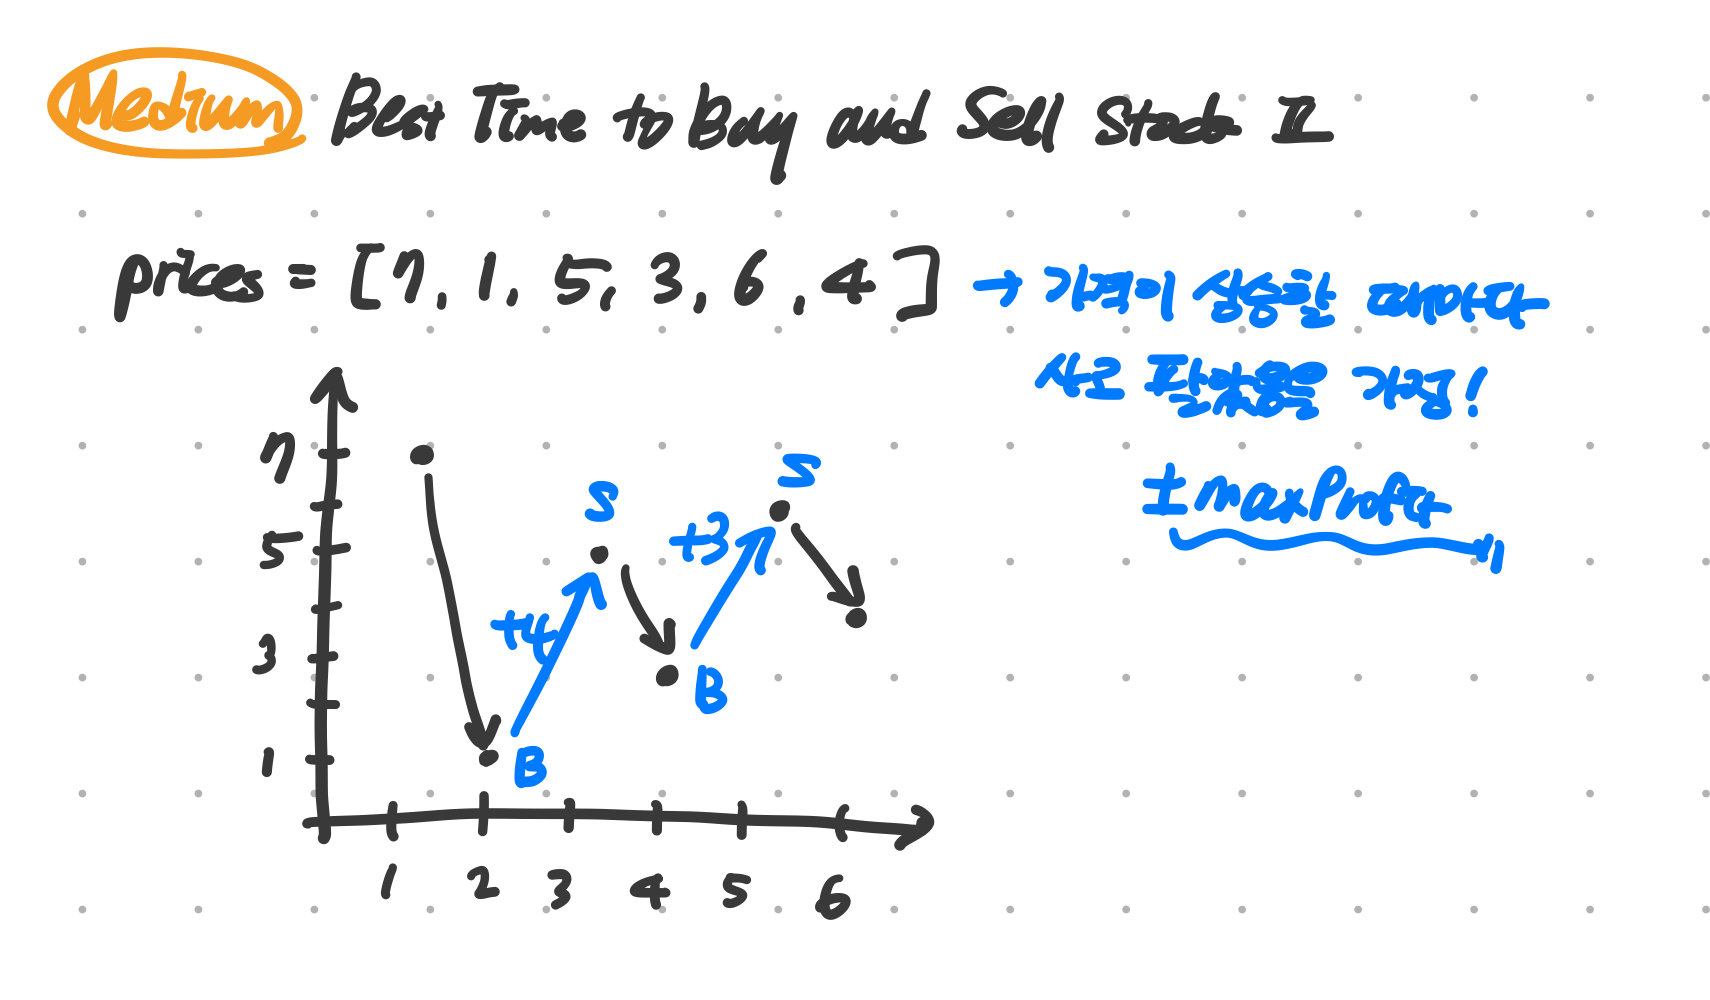 Medium Best Time to Buy and Sell Stock II
prices = [7, 1, 5, 3, 6, 4] → 가격이 상승할 때마다
사고 팔았음을 가정!
± maxProfit
7
5
3
1
S
S
+3
+4
B
B
1 2 3 4 5 6